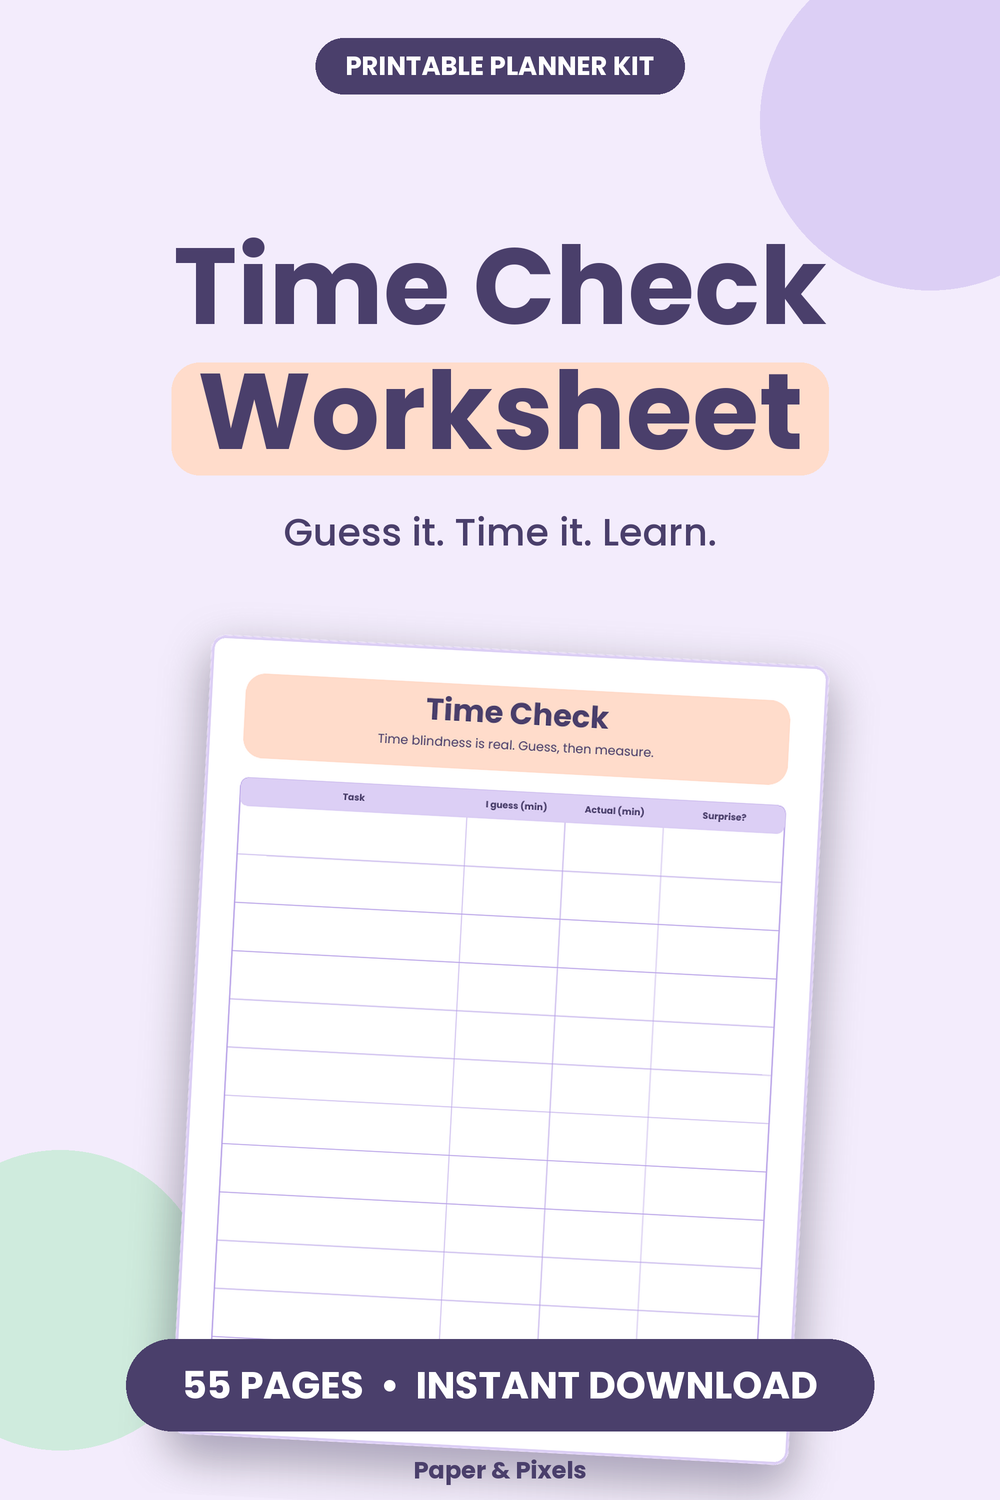 PRINTABLE PLANNER KIT
Time Check
Worksheet
Guess it. Time it. Learn.
Time Check
Time blindness is real. Guess, then measure.
Task I guess (min) Actual (min) Surprise?
55 PAGES • INSTANT DOWNLOAD
Paper & Pixels